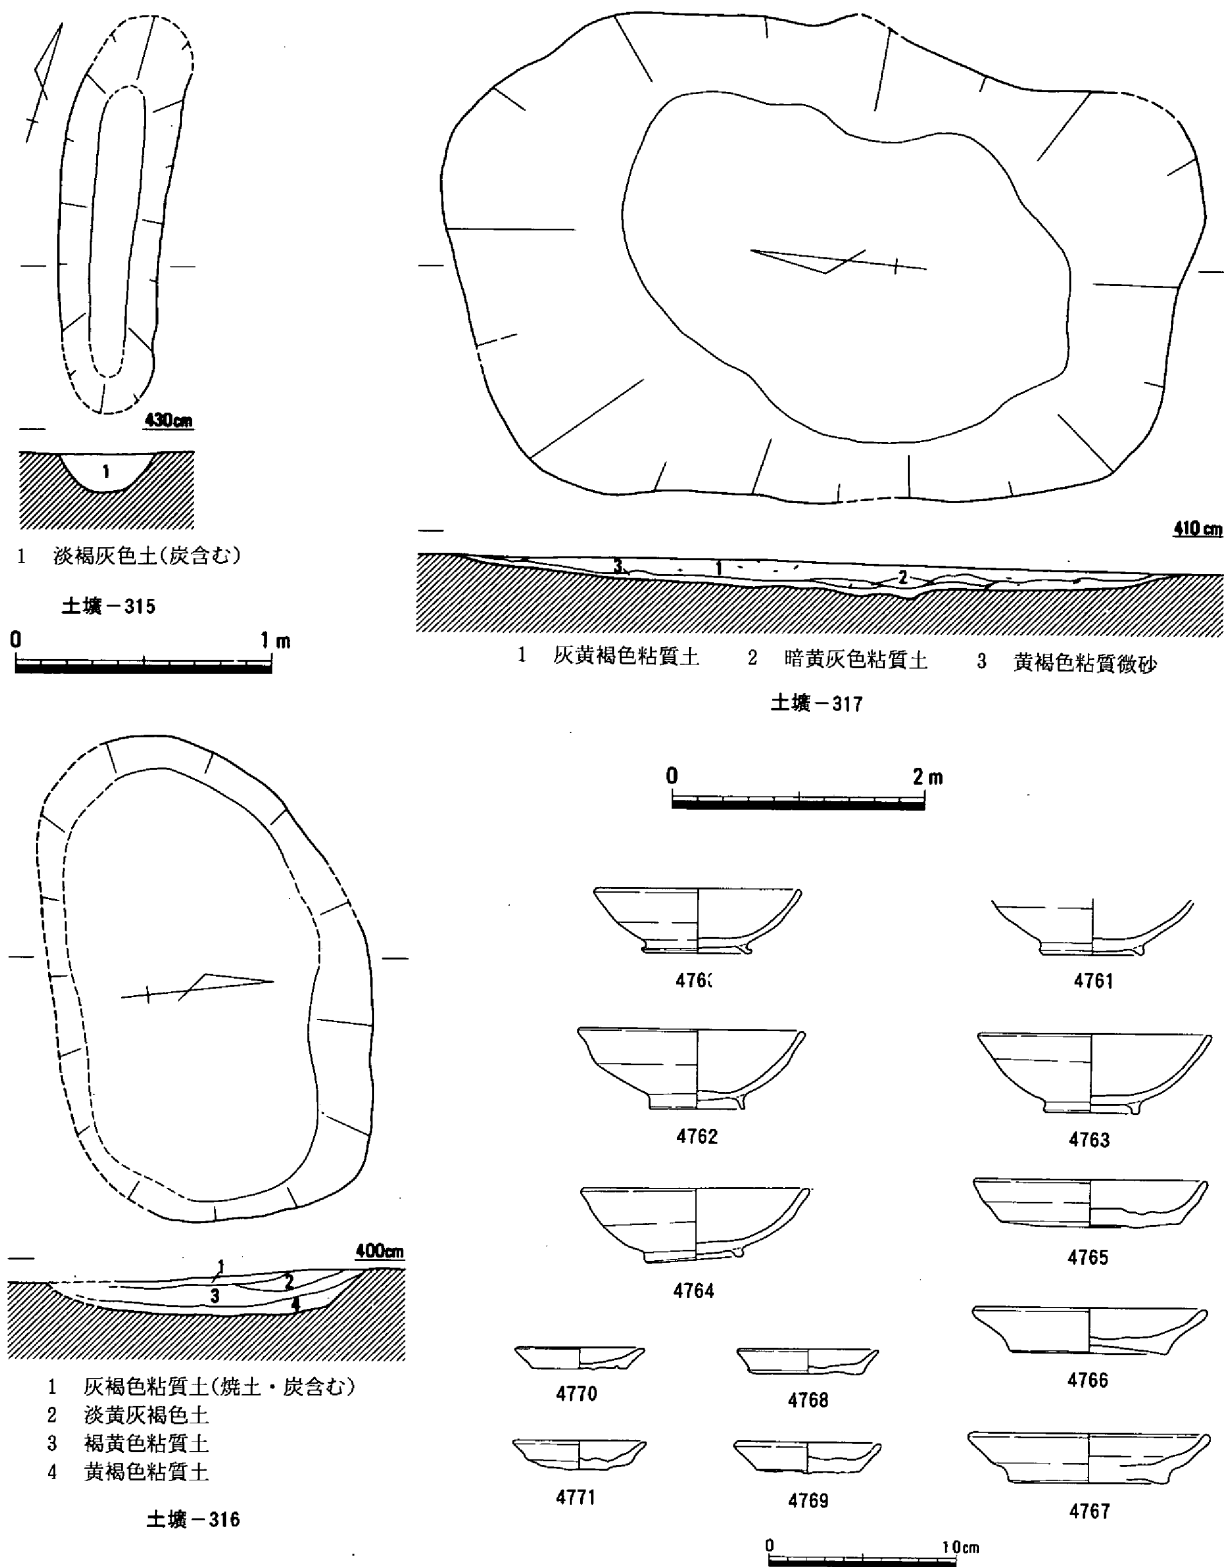 430cm
1
1 淡褐灰色土(炭含む)
土壙－315
0 1 m
410cm
3 1 2
1 灰黄褐色粘質土 2 暗黄灰色粘質土 3 黄褐色粘質微砂
土壙－317
0 2 m
400cm
1
2
3
4
1 灰褐色粘質土(焼土・炭含む)
2 淡黄灰褐色土
3 褐黄色粘質土
4 黄褐色粘質土
土壙－316
4761
4762 4763
4764 4765
4770 4768 4766
4771 4769 4767
0 10cm